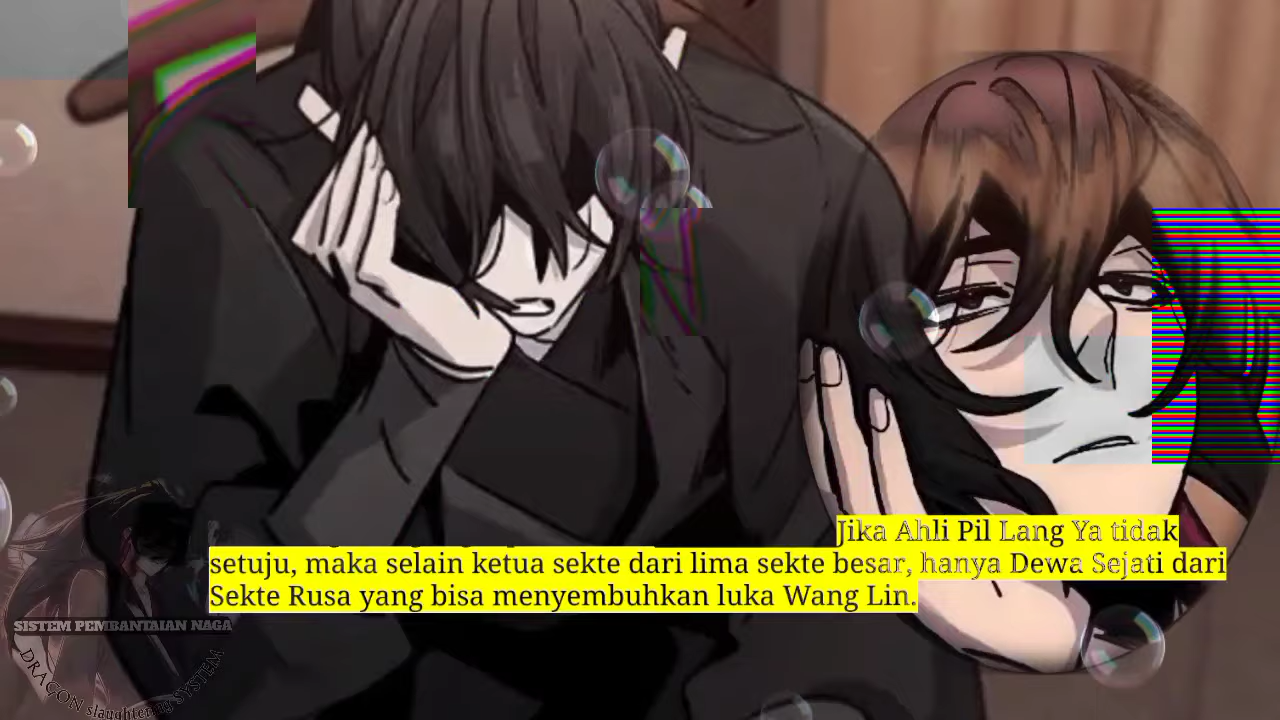 Jika Ahli Pil Lang Ya tidak
setuju, maka selain ketua sekte dari lima sekte besar, hanya Dewa Sejati dari
Sekte Rusa yang bisa menyembuhkan luka Wang Lin.
SISTEM PEMBANTAIAN NAGA
DRAGON slaughtering SYSTEM